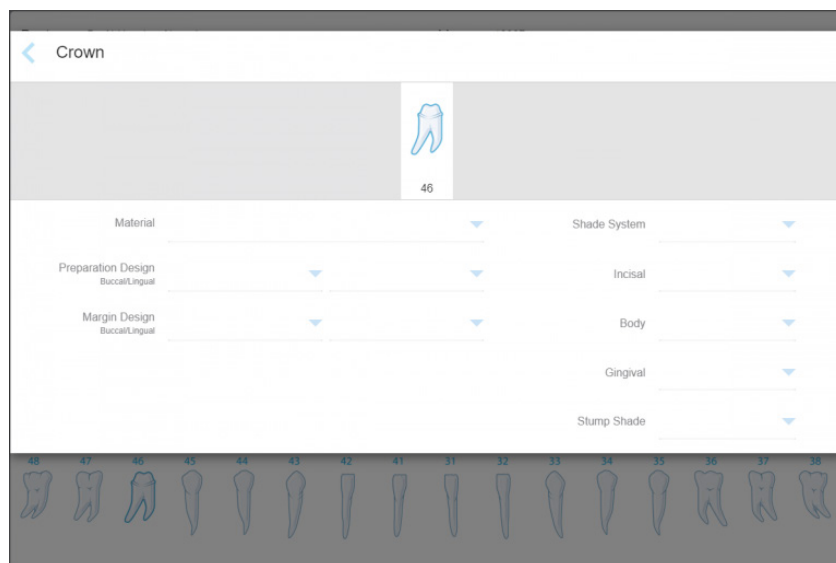 Crown
46
Material
Shade System
Preparation Design
Buccal/Lingual
Incisal
Margin Design
Buccal/Lingual
Body
Gingival
Stump Shade
48 47 46 45 44 43 42 41 31 32 33 34 35 36 37 38